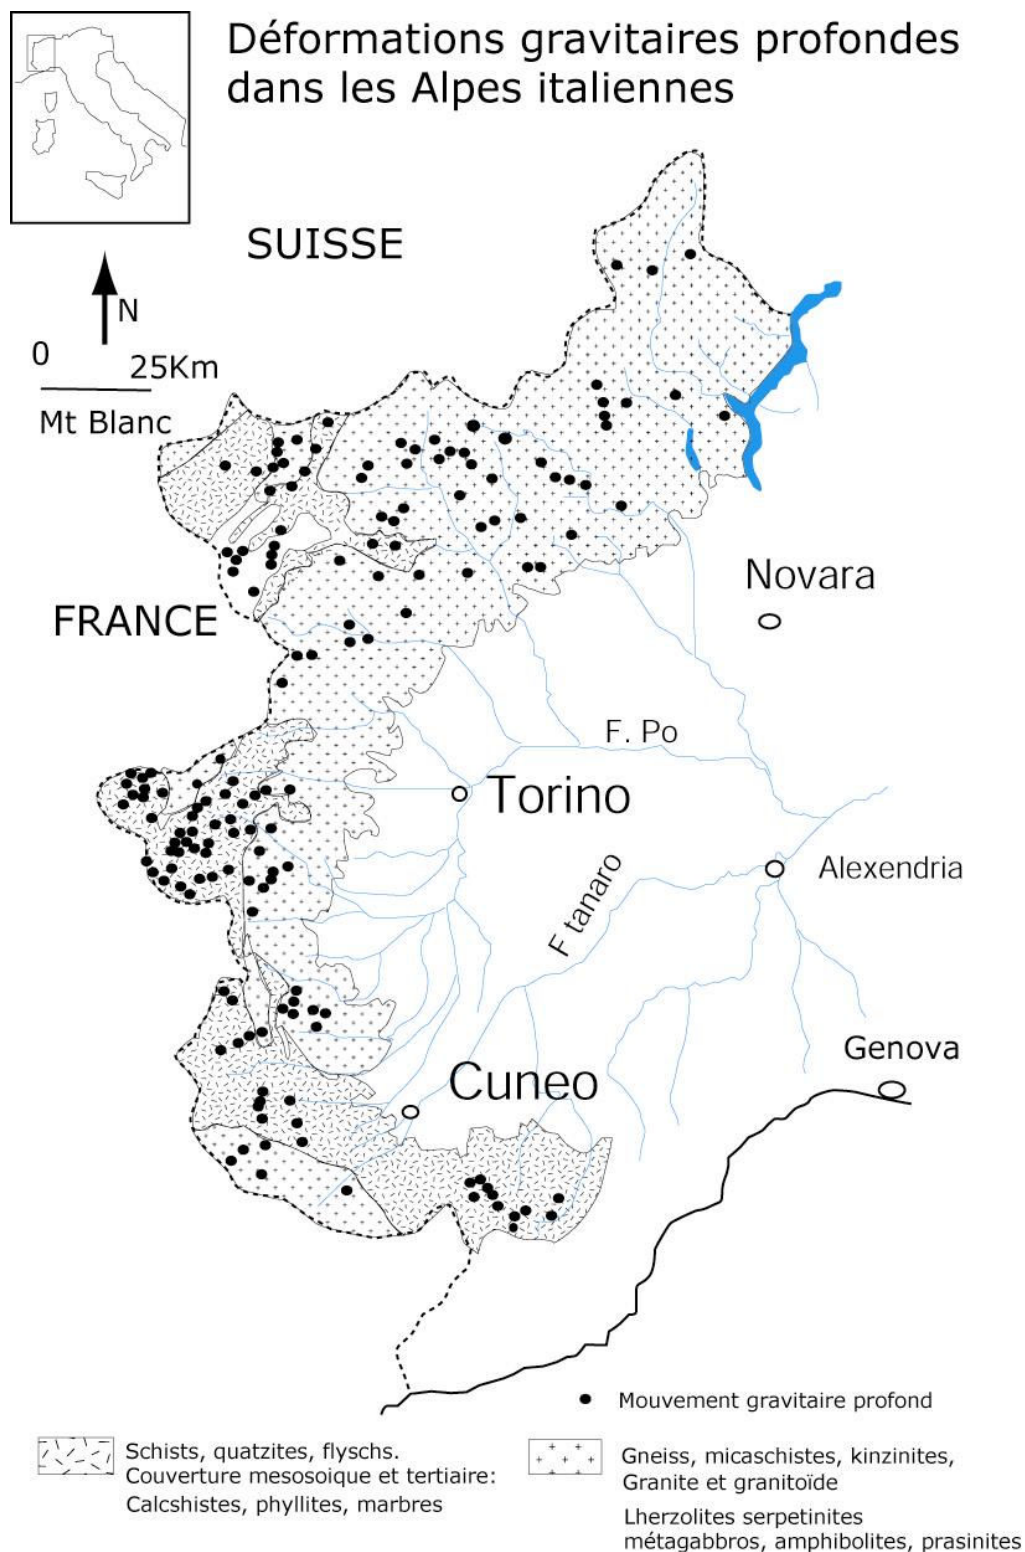 Déformations gravitaires profondes
dans les Alpes italiennes
SUISSE
N
0
25Km
Mt Blanc
FRANCE
Novara
F. Po
Torino
Alexendria
F tanaro
Genova
Cuneo
Mouvement gravitaire profond
Schists, quatzites, flyschs.
Couverture mesosoique et tertiaire:
Calcshistes, phyllites, marbres
Gneiss, micaschistes, kinzinites,
Granite et granitoïde
Lherzolites serpetinites
métagabbros, amphibolites, prasinites